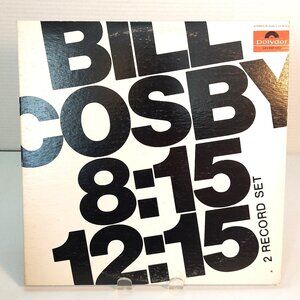 Polydor
BILL
COSBY
8:15
12:15
. 2 RECORD SET